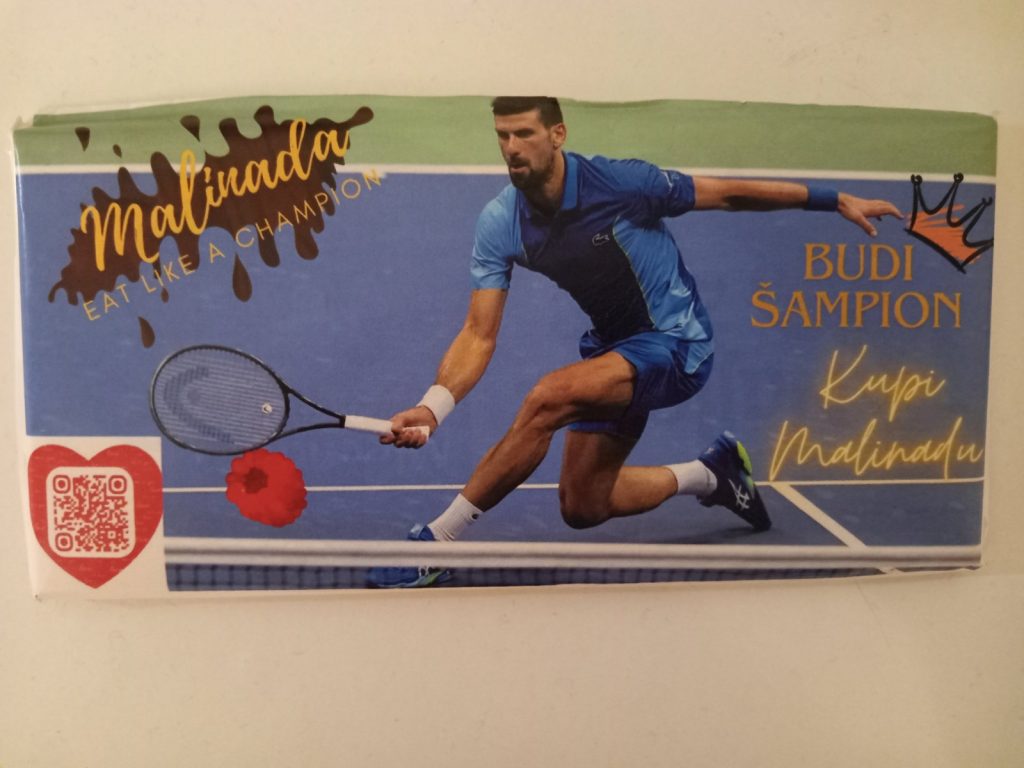 Malinada
EAT LIKE A CHAMPION
BUDI
ŠAMPION
Kupi
Malinadu